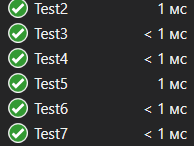 Test2 1 мс
Test3 < 1 мс
Test4 < 1 мс
Test5 1 мс
Test6 < 1 мс
Test7 < 1 мс